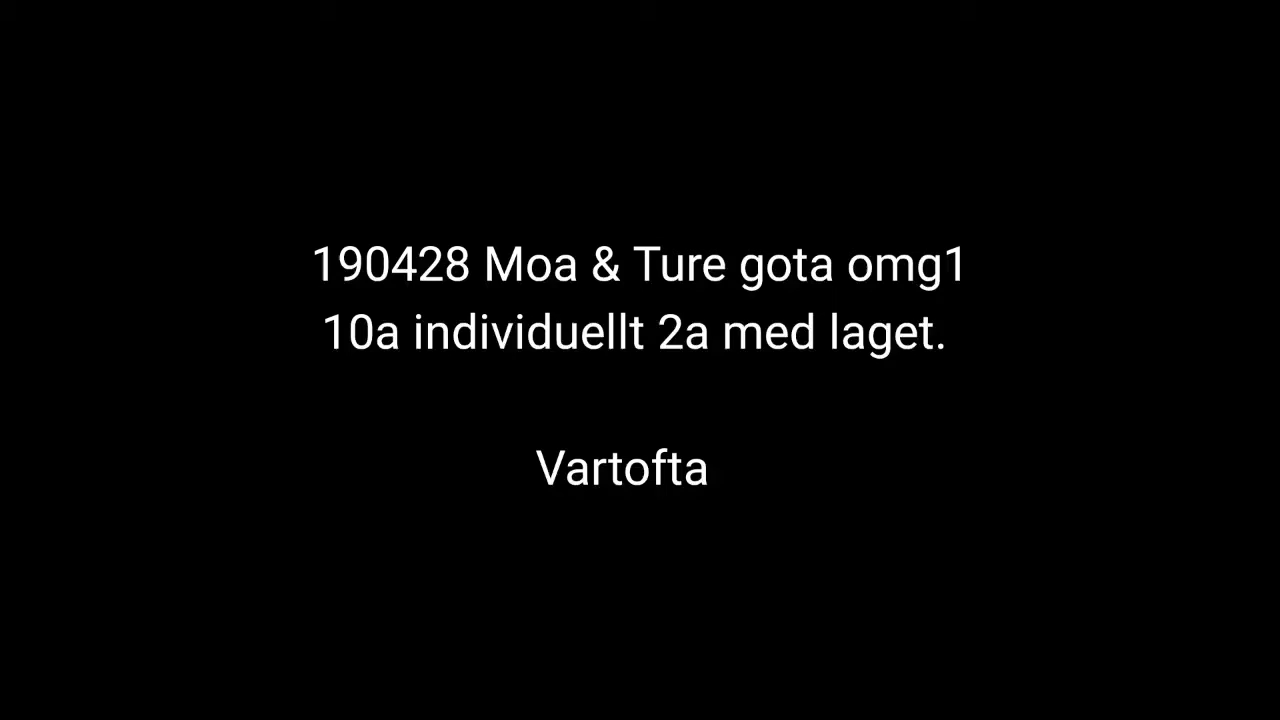 190428 Moa & Ture gota omg1
10a individuellt 2a med laget.
Vartofta